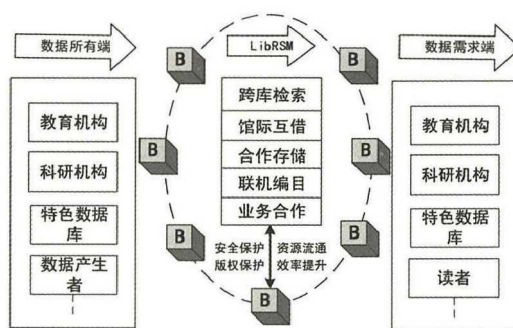 数据所有端
LibRSM
数据需求端
教育机构
科研机构
特色数据
库
数据产生
者
B
B
B
B
B
B
B
跨库检索
馆际互借
合作存储
联机编目
业务合作
安全保护
版权保护
资源流通
效率提升
教育机构
科研机构
特色数据
库
读者